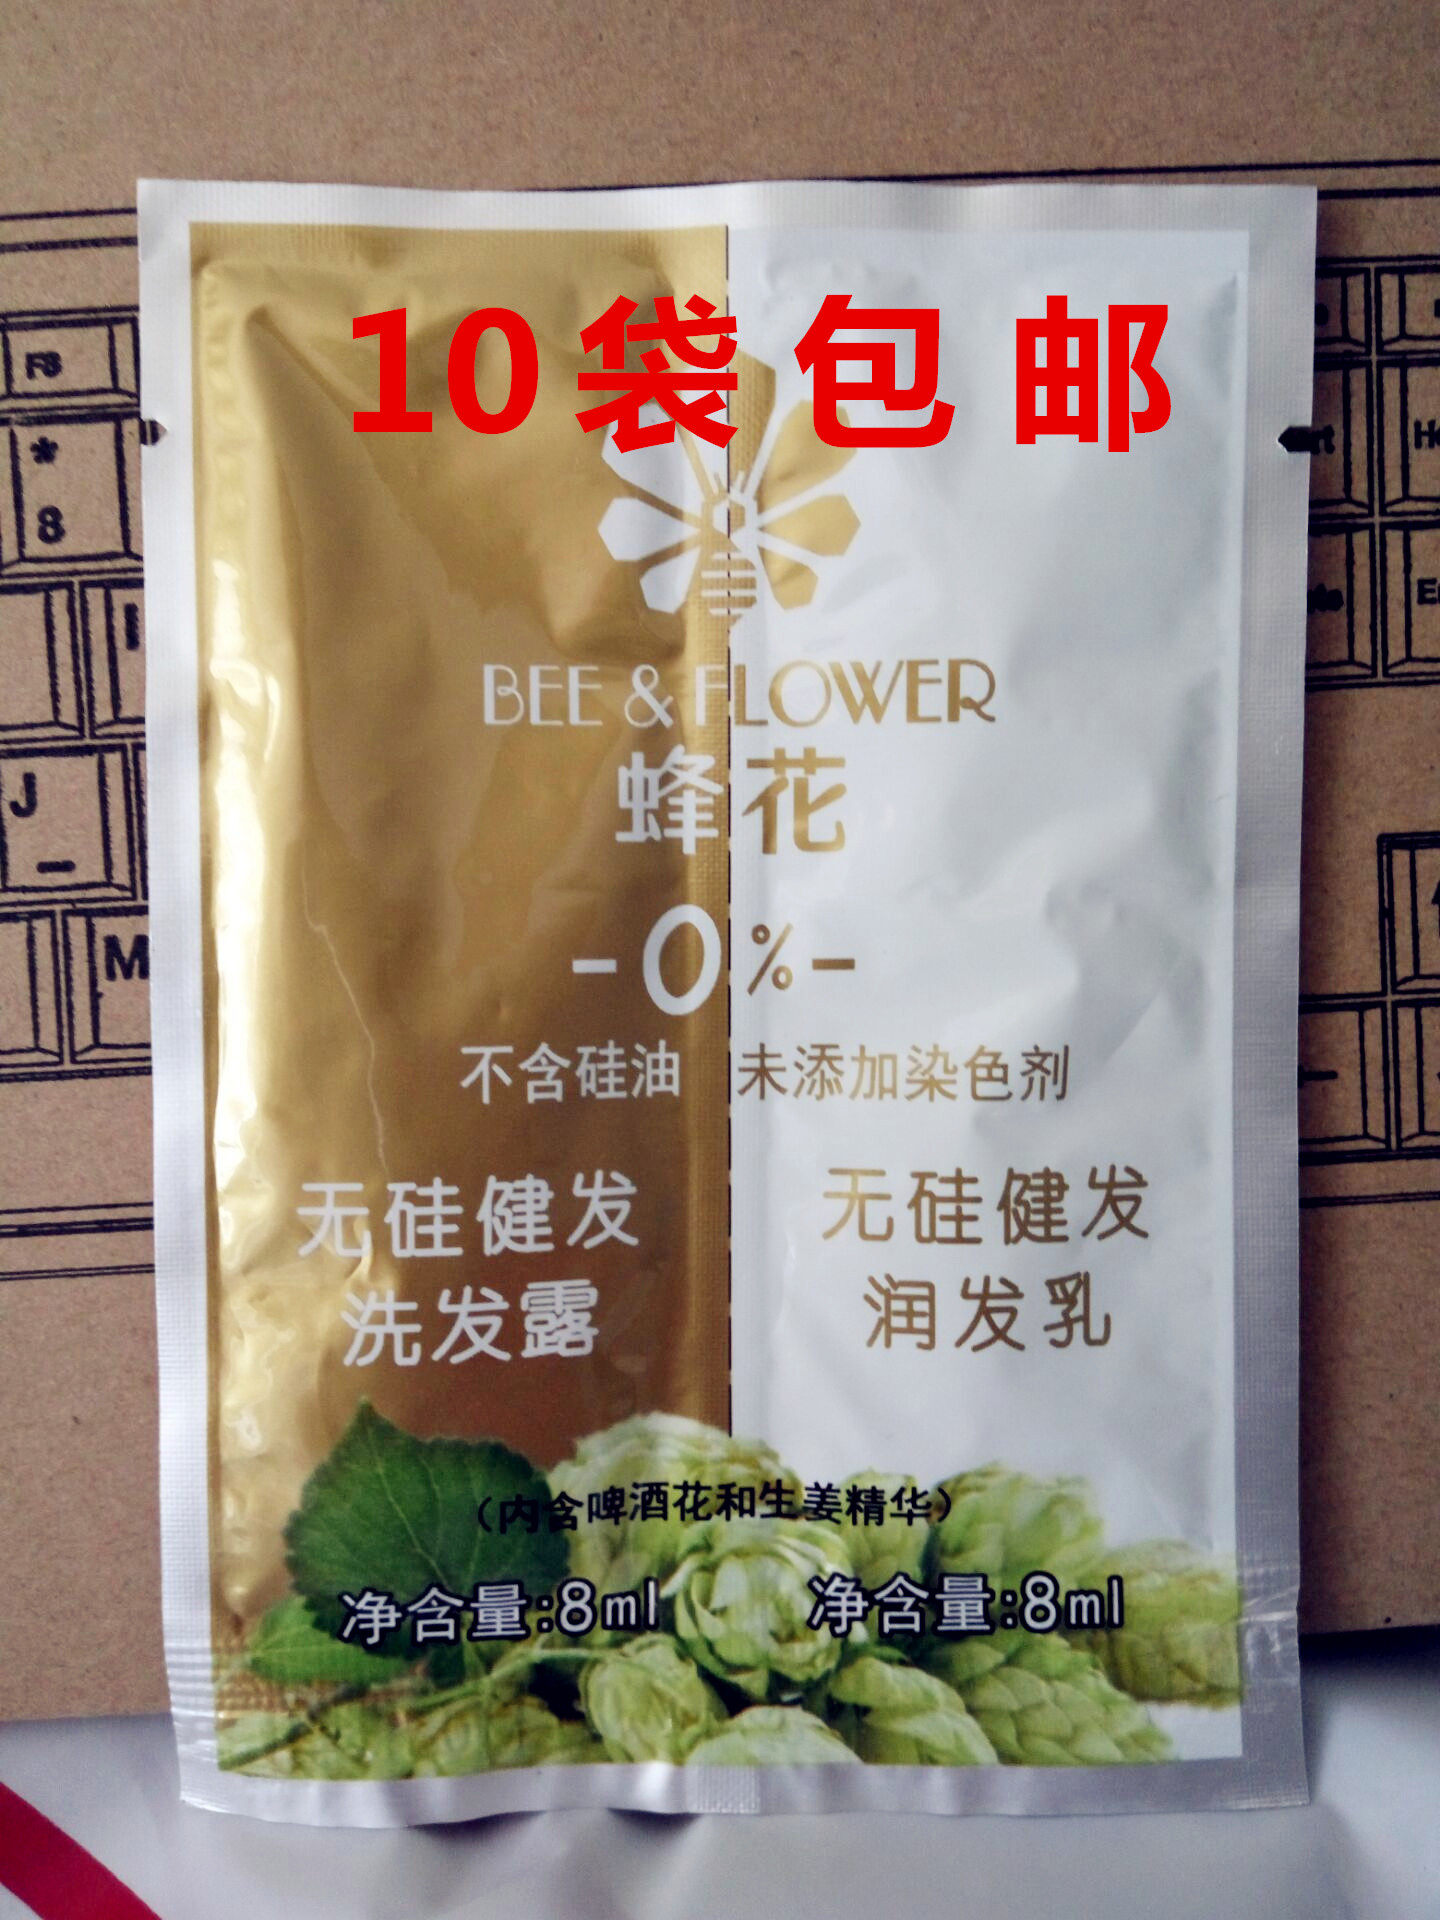 10袋包邮
BEE & FLOWER
蜂花
-0%-
不含硅油 未添加染色剂
无硅健发 无硅健发
洗发露 润发乳
(内含啤酒花和生姜精华)
净含量:8ml 净含量:8ml
F8
*
8
J
M